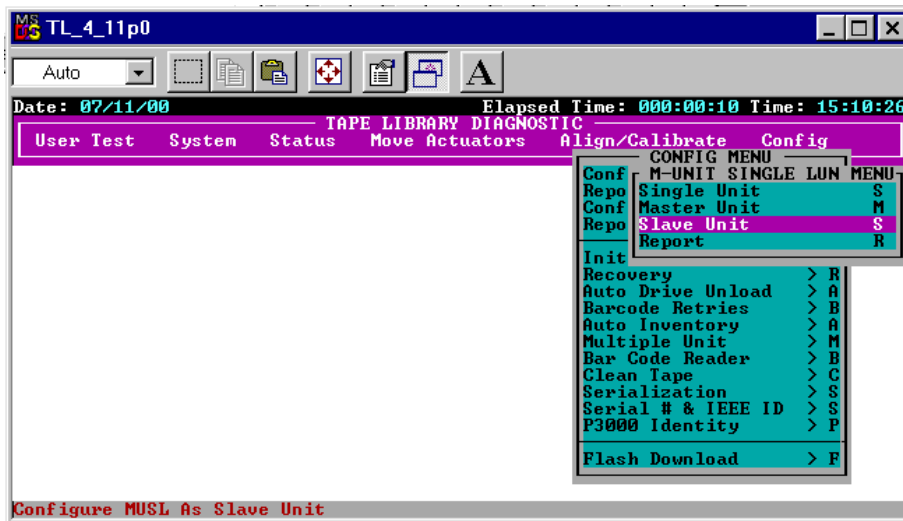 MS DOS TL_4_11p0
Auto A
Date: 07/11/00 Elapsed Time: 000:00:10 Time: 15:10:26
TAPE LIBRARY DIAGNOSTIC
User Test System Status Move Actuators Align/Calibrate Config
CONFIG MENU
Conf M-UNIT SINGLE LUN MENU
Repo Single Unit S
Conf Master Unit M
Repo Slave Unit S
Report R
Init
Recovery > R
Auto Drive Unload > A
Barcode Retries > B
Auto Inventory > A
Multiple Unit > M
Bar Code Reader > B
Clean Tape > C
Serialization > S
Serial # & IEEE ID > S
P3000 Identity > P
Flash Download > F
Configure MUSL As Slave Unit